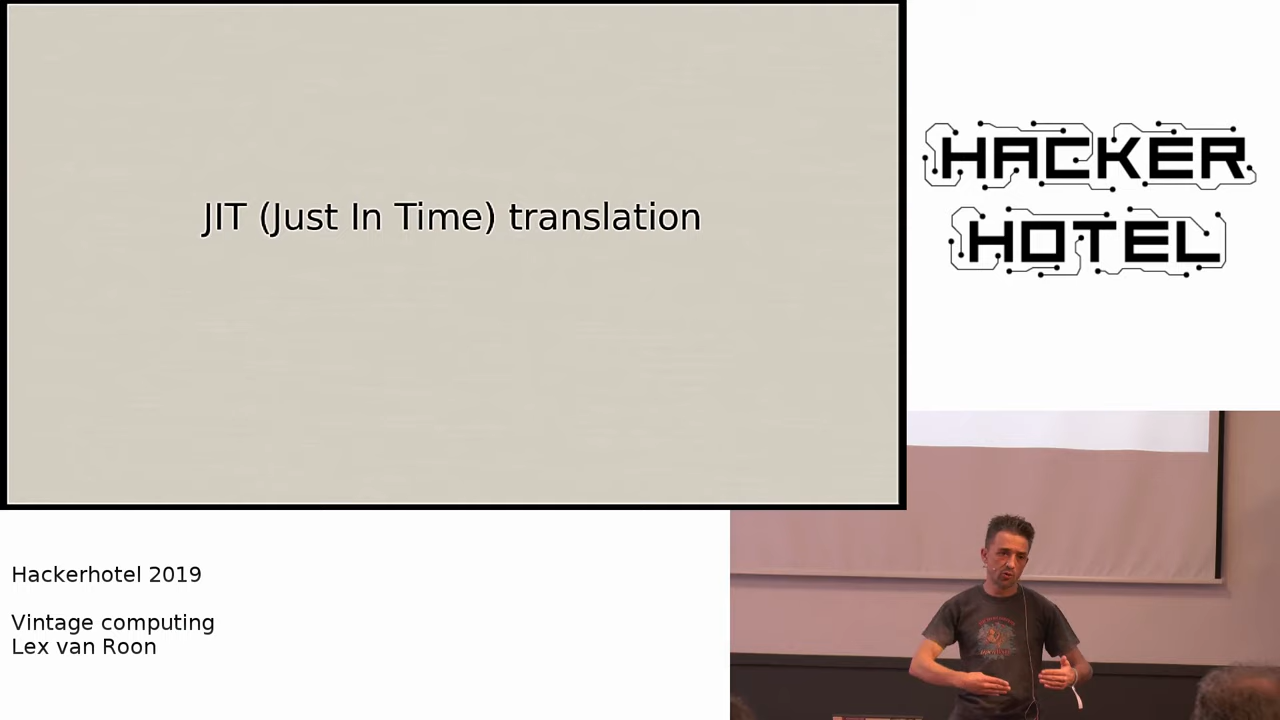 JIT (Just In Time) translation
HACKER
HOTEL
Hackerhotel 2019
Vintage computing
Lex van Roon